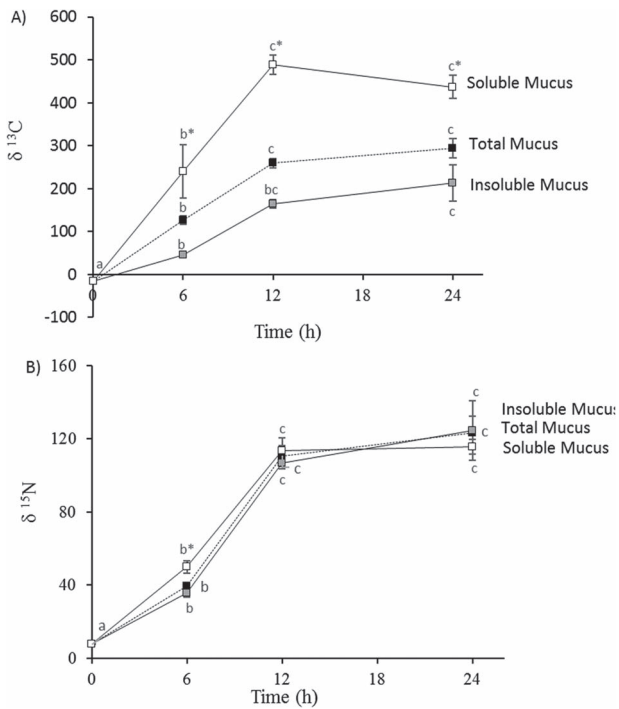 A)
600
500
400
300
200
100
0
-100
δ 13C
a
b*
b
b
c*
c
bc
c*
c
c
Soluble Mucus
Total Mucus
Insoluble Mucus
0 6 12 18 24
Time (h)
B)
160
120
80
40
0
δ 15N
a
b*
b
b
c
c
c
c
c
c
Insoluble Mucu
Total Mucus
Soluble Mucus
0 6 12 18 24
Time (h)